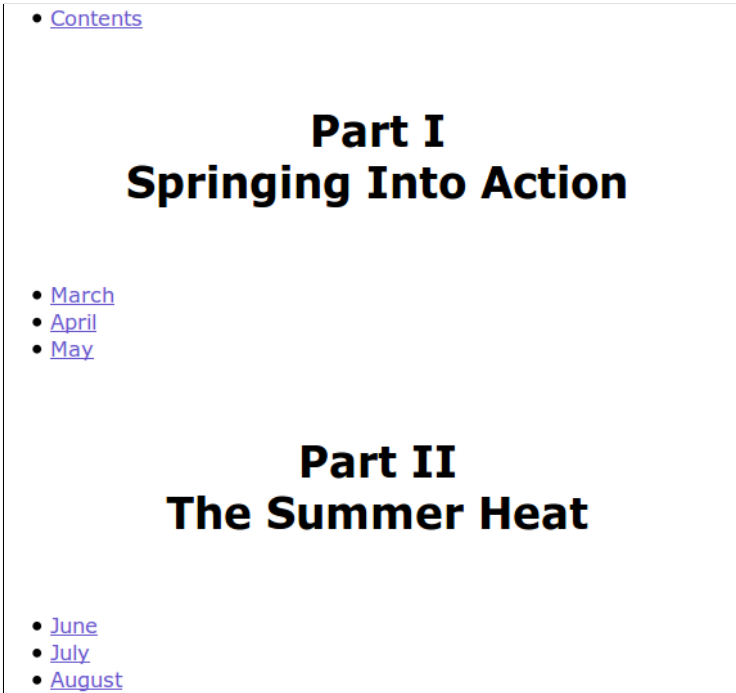 Contents
Part I
Springing Into Action
March
April
May
Part II
The Summer Heat
June
July
August